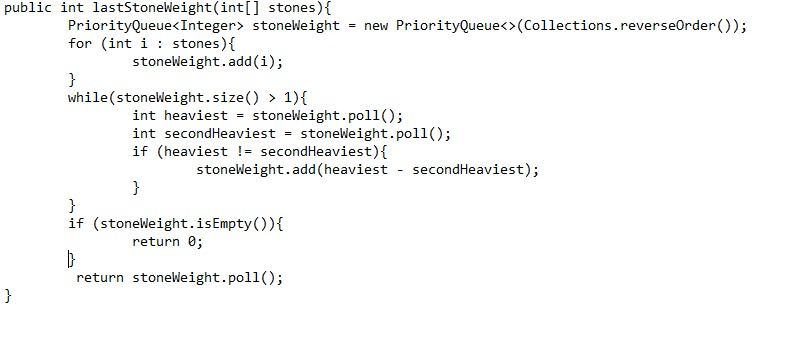 public int lastStoneWeight(int[] stones){
        PriorityQueue<Integer> stoneWeight = new PriorityQueue<>(Collections.reverseOrder());
        for (int i : stones){
                stoneWeight.add(i);
        }
        while(stoneWeight.size() > 1){
                int heaviest = stoneWeight.poll();
                int secondHeaviest = stoneWeight.poll();
                if (heaviest != secondHeaviest){
                        stoneWeight.add(heaviest - secondHeaviest);
                }
        }
        if (stoneWeight.isEmpty()){
                return 0;
        }
         return stoneWeight.poll();
}